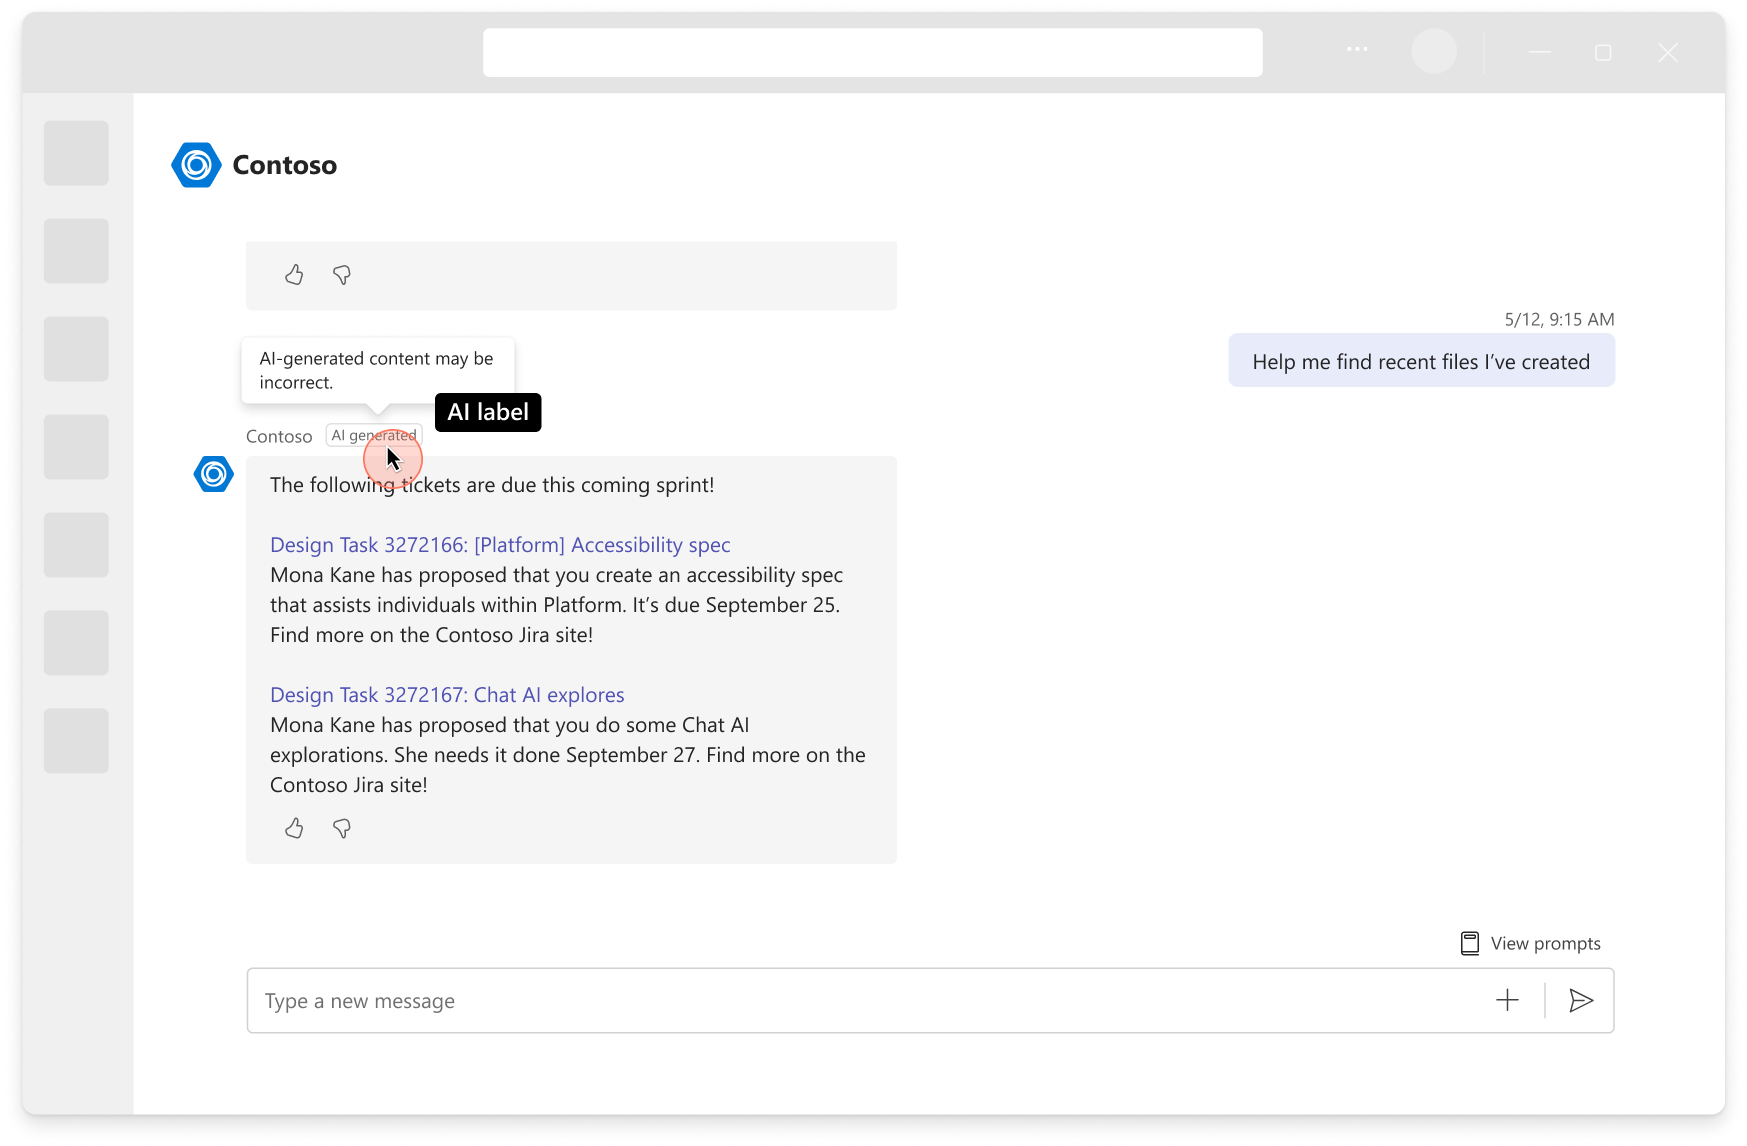 Contoso
5/12, 9:15 AM
Help me find recent files I’ve created
AI-generated content may be
incorrect.
AI label
Contoso
AI generated
The following tickets are due this coming sprint!
Design Task 3272166: [Platform] Accessibility spec
Mona Kane has proposed that you create an accessibility spec
that assists individuals within Platform. It’s due September 25.
Find more on the Contoso Jira site!
Design Task 3272167: Chat AI explores
Mona Kane has proposed that you do some Chat AI
explorations. She needs it done September 27. Find more on the
Contoso Jira site!
View prompts
Type a new message